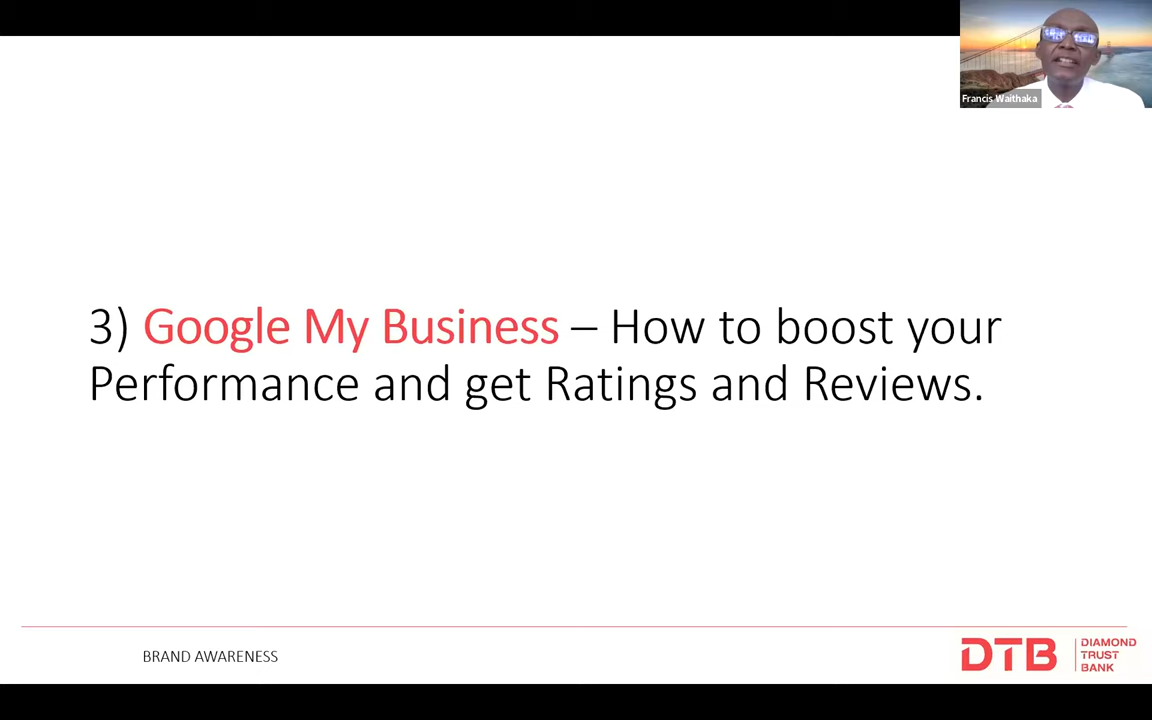 Francis Waithaka
3) Google My Business – How to boost your
Performance and get Ratings and Reviews.
BRAND AWARENESS
DTB
DIAMOND
TRUST
BANK